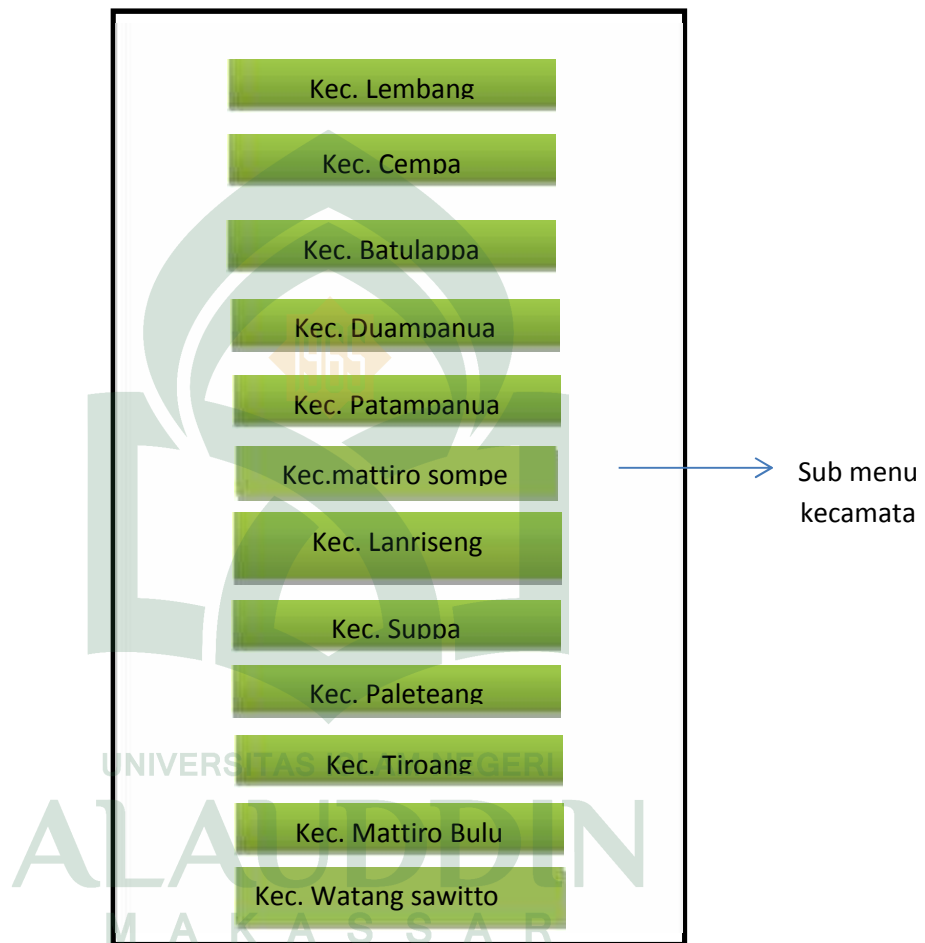 Kec. Lembang
Kec. Cempa
Kec. Batulappa
Kec. Duampanua
1965
Kec. Patampanua
Kec.mattiro sompe
Sub menu
kecamata
Kec. Lanriseng
Kec. Suppa
Kec. Paleteang
UNIVERSITAS ISLAM NEGERI
Kec. Tiroang
ALAUDDIN
Kec. Mattiro Bulu
Kec. Watang sawitto
MAKASSAR